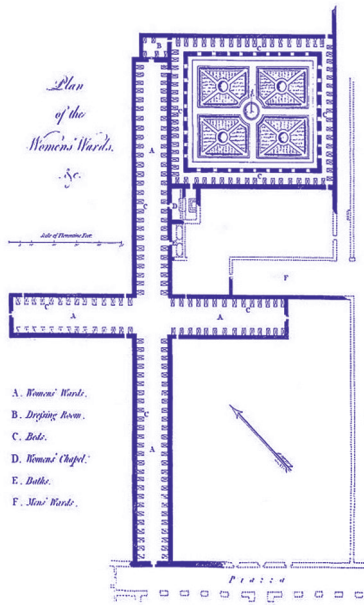 Plan
of the
Womens' Wards,
&c.
Scale of Florentine Feet.
B
A
C
C
C
C
C
D
F
C
A
C
A
C
A
A. Womens' Wards.
B. Dressing Room.
C. Beds.
D. Womens' Chapel.
E. Baths.
F. Mens' Wards.
Piazza